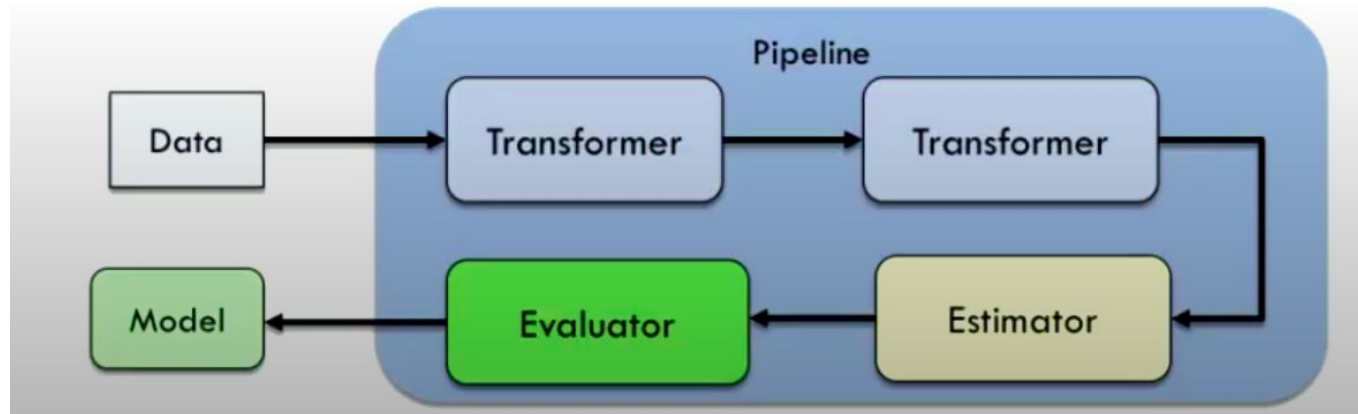 Pipeline
Data
Transformer
Transformer
Model
Evaluator
Estimator